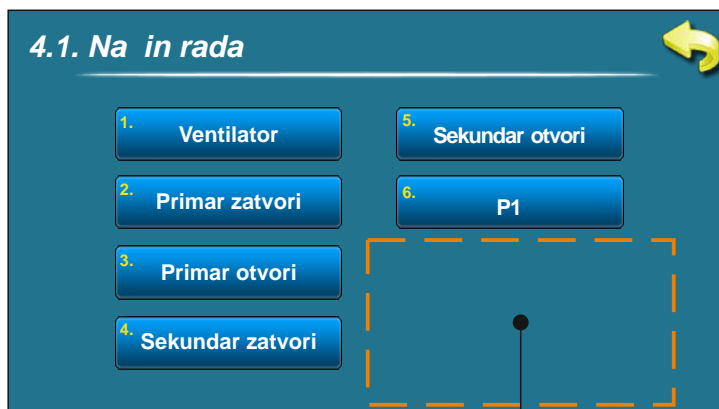 4.1. Na in rada
1. Ventilator
2. Primar zatvori
3. Primar otvori
4. Sekundar zatvori
5. Sekundar otvori
6. P1